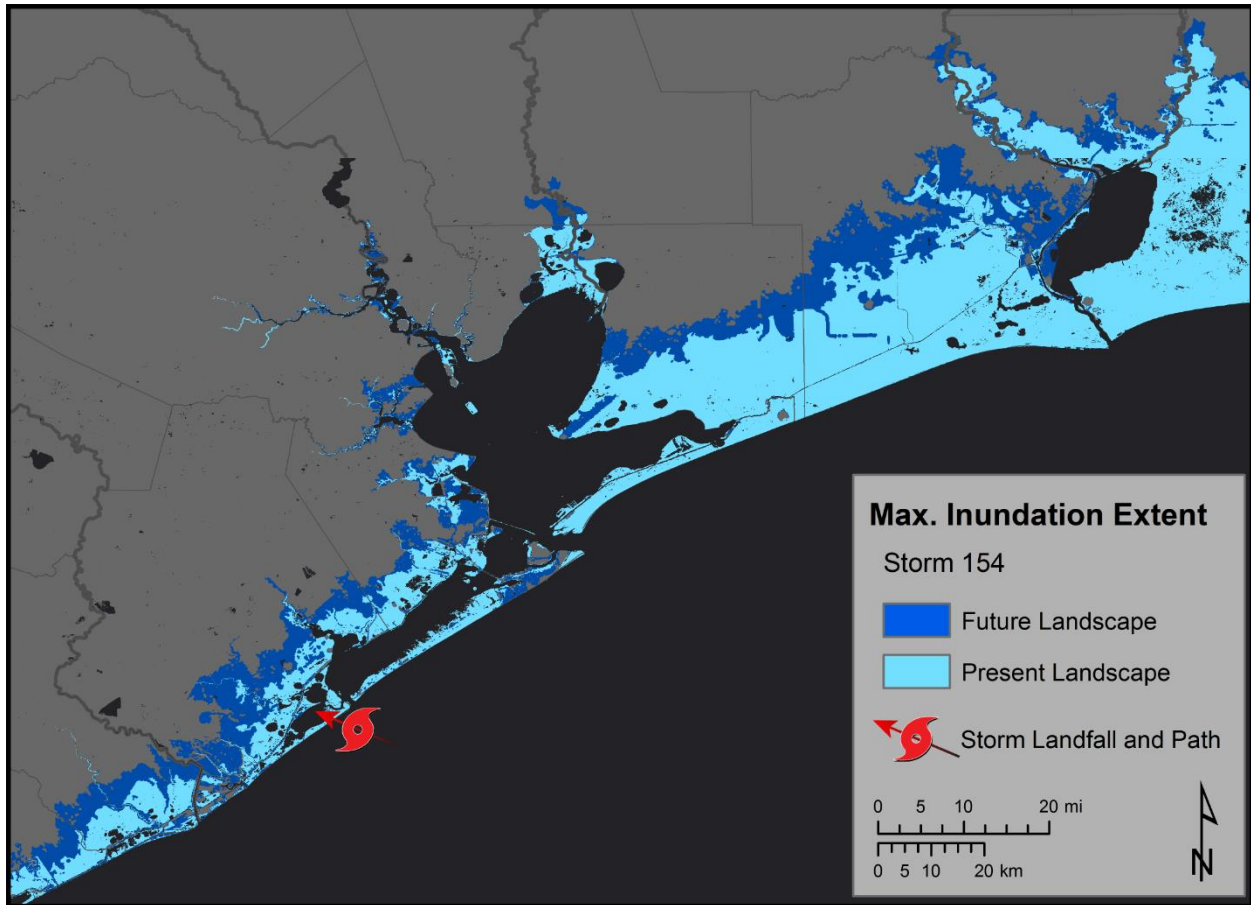 Max. Inundation Extent
Storm 154
Future Landscape
Present Landscape
Storm Landfall and Path
0 5 10 20 mi
0 5 10 20 km
N